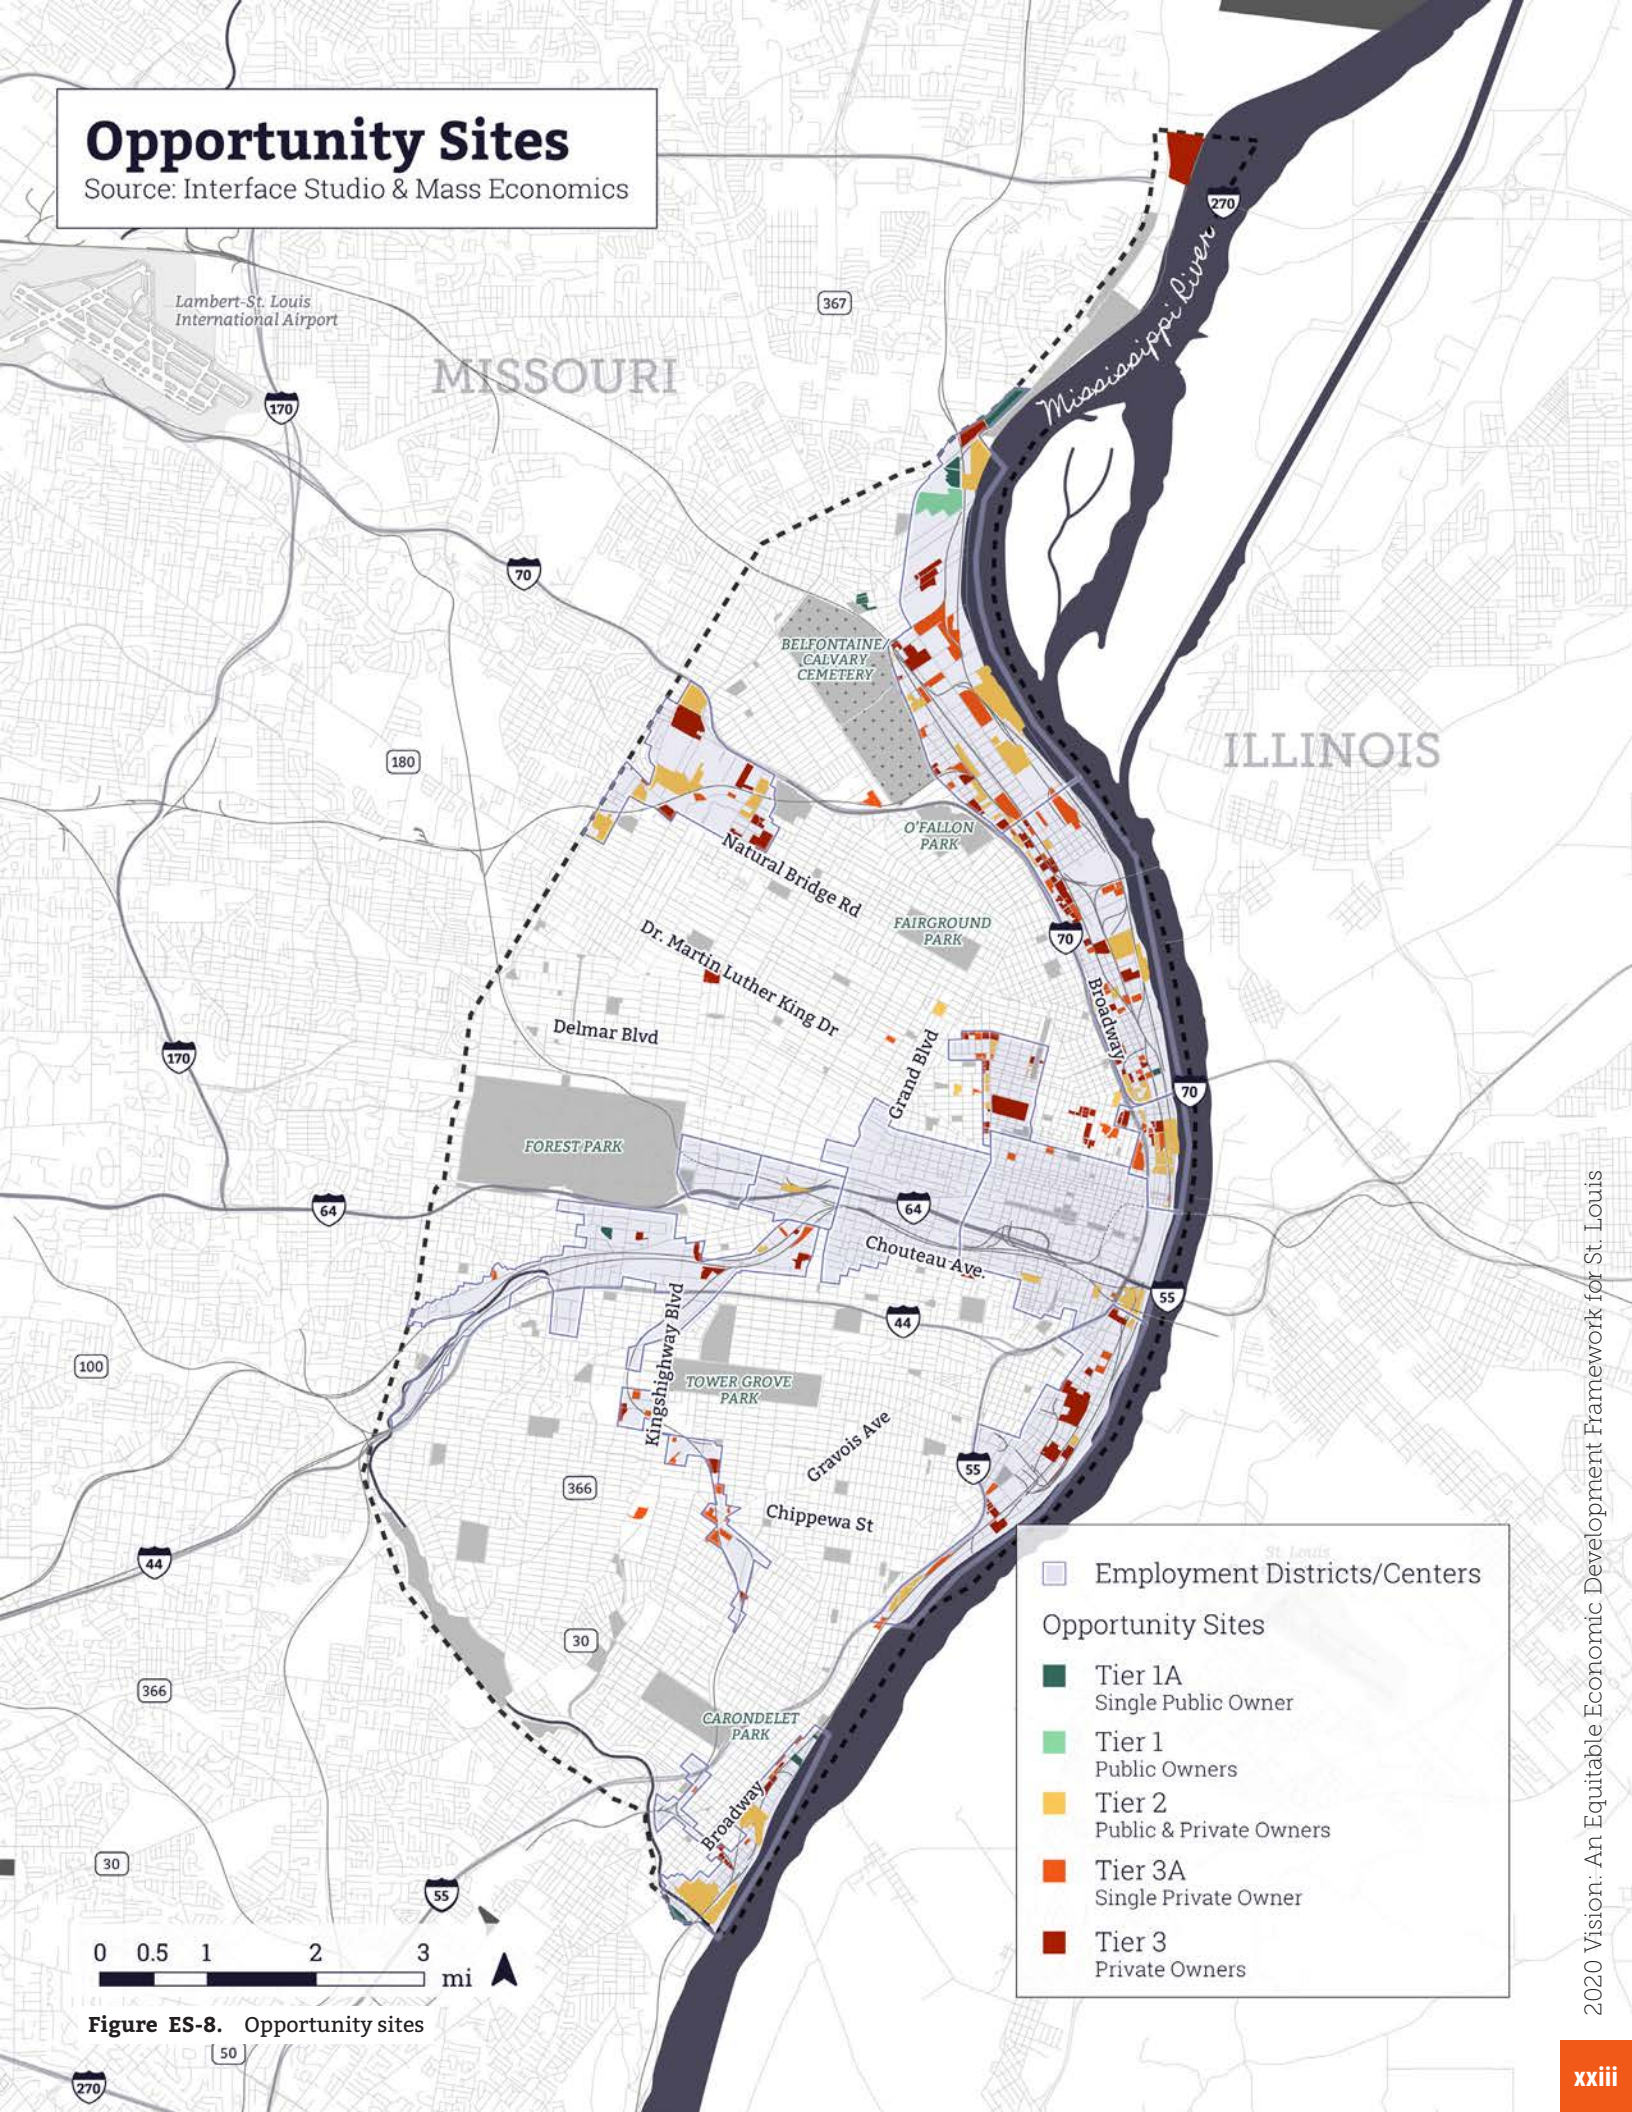 Opportunity Sites
Source: Interface Studio & Mass Economics
270
Mississippi River
Lambert-St. Louis
International Airport
367
MISSOURI
170
70
BELFONTAINE/
CALVARY
CEMETERY
ILLINOIS
180
O'FALLON
PARK
Natural Bridge Rd
FAIRGROUND
PARK
70
Dr. Martin Luther King Dr
Broadway
Delmar Blvd
170
Grand Blvd
70
FOREST PARK
64
64
Chouteau Ave.
55
44
Kingshighway Blvd
100
TOWER GROVE
PARK
Gravois Ave
55
366
Chippewa St
44
30
366
CARONDELET
PARK
Broadway
30
55
St. Louis
Employment Districts/Centers
Opportunity Sites
Tier 1A
Single Public Owner
Tier 1
Public Owners
Tier 2
Public & Private Owners
Tier 3A
Single Private Owner
Tier 3
Private Owners
0 0.5 1 2 3
mi
Figure ES-8. Opportunity sites
50
270
2020 Vision: An Equitable Economic Development Framework for St. Louis
xxiii